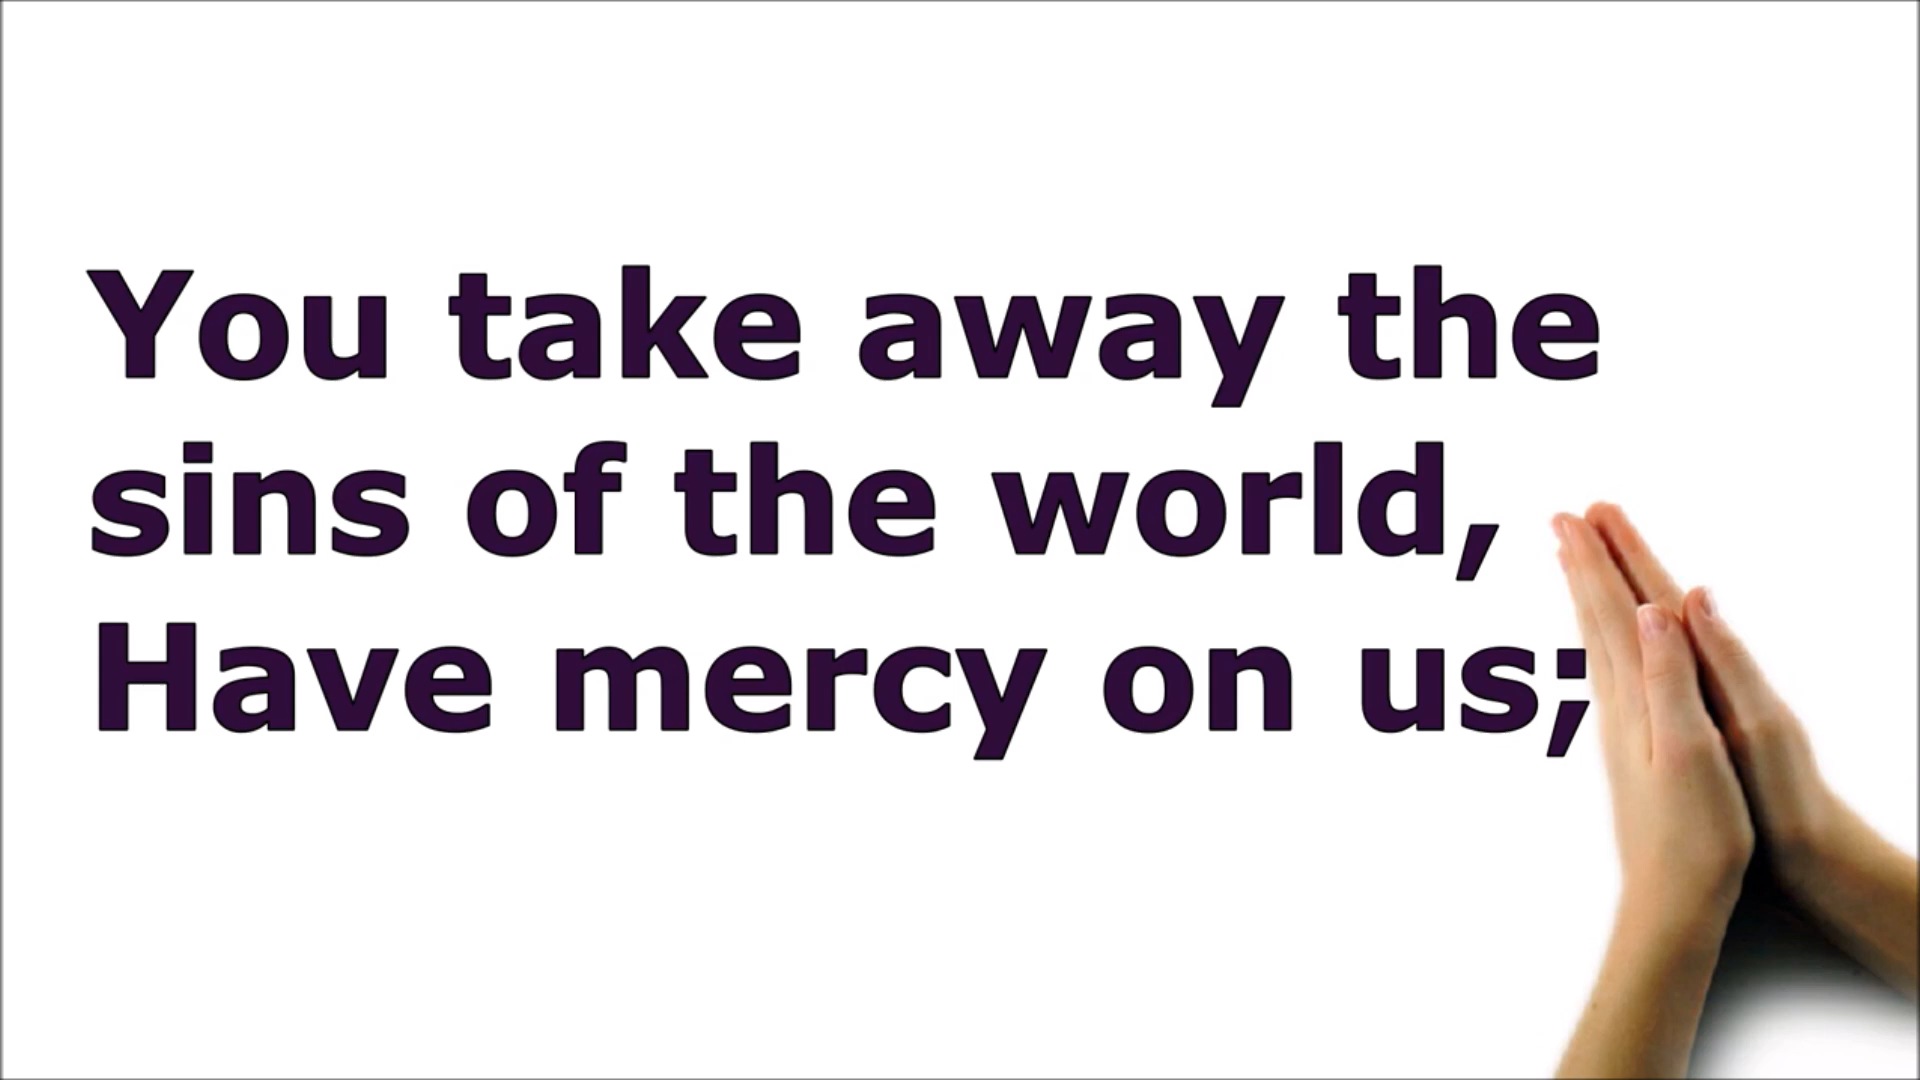 You take away the
sins of the world,
Have mercy on us;